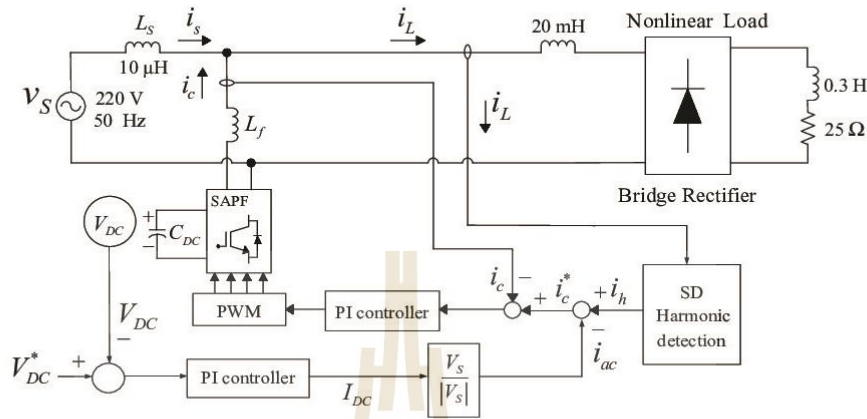 L_s
i_s
i_L
20 mH
Nonlinear Load
10 μH
i_c
v_S
220 V
50 Hz
L_f
i_L
0.3 H
25 Ω
SAPF
Bridge Rectifier
V_DC
+
−
C_DC
i_c
−
i_c^*
+
+
i_h
SD
Harmonic
detection
PWM
PI controller
V_DC
−
−
i_ac
V_DC^*
+
PI controller
I_DC
V_S
|V_S|